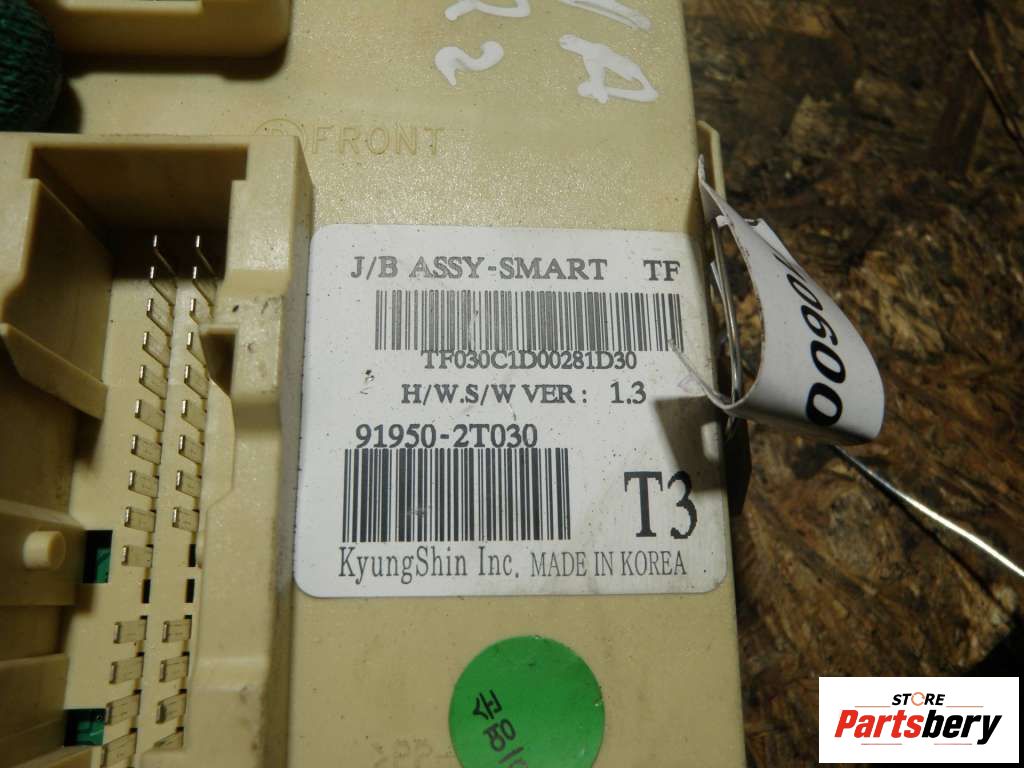 FRONT
J/B ASSY-SMART TF
TF030C1D00281D30
H/W.S/W VER : 1.3
91950-2T030
T3
KyungShin Inc. MADE IN KOREA
STORE
Partsbery